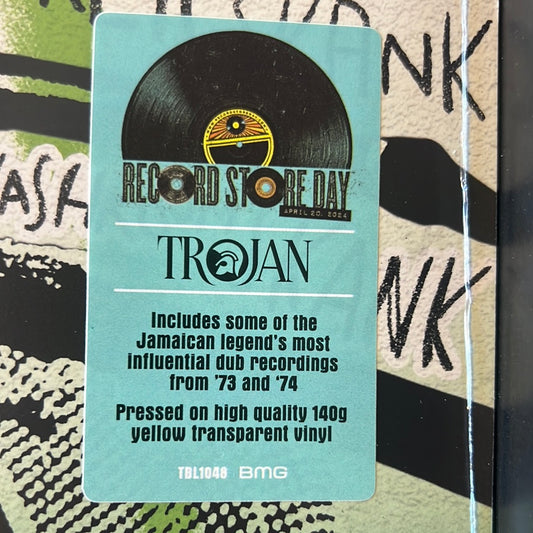 NK
RECORD STORE DAY
APRIL 20. 2024
TROJAN
NK
Includes some of the
Jamaican legend's most
influential dub recordings
from '73 and '74
Pressed on high quality 140g
yellow transparent vinyl
TBL1048 BMG